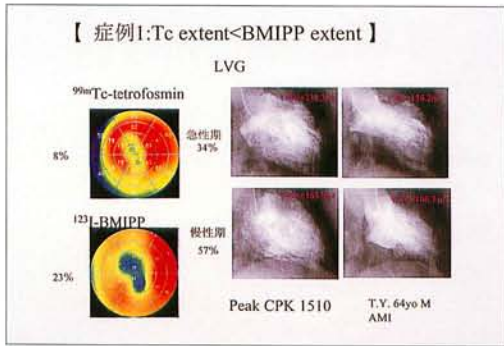 【 症例1:Tc extent<BMIPP extent 】
LVG
99mTc-tetrofosmin
8%
急性期
34%
123I-BMIPP
23%
慢性期
57%
Peak CPK 1510
T.Y. 64yo M
AMI